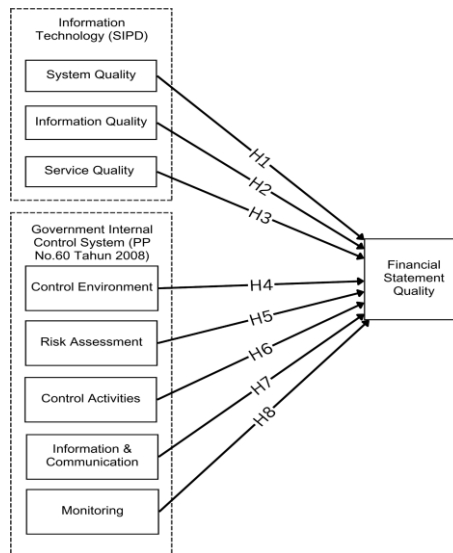 Information
Technology (SIPD)
System Quality
Information Quality
Service Quality
H1
H2
H3
Government Internal
Control System (PP
No.60 Tahun 2008)
Control Environment
Risk Assessment
Control Activities
Information &
Communication
Monitoring
H4
H5
H6
H7
H8
Financial
Statement
Quality